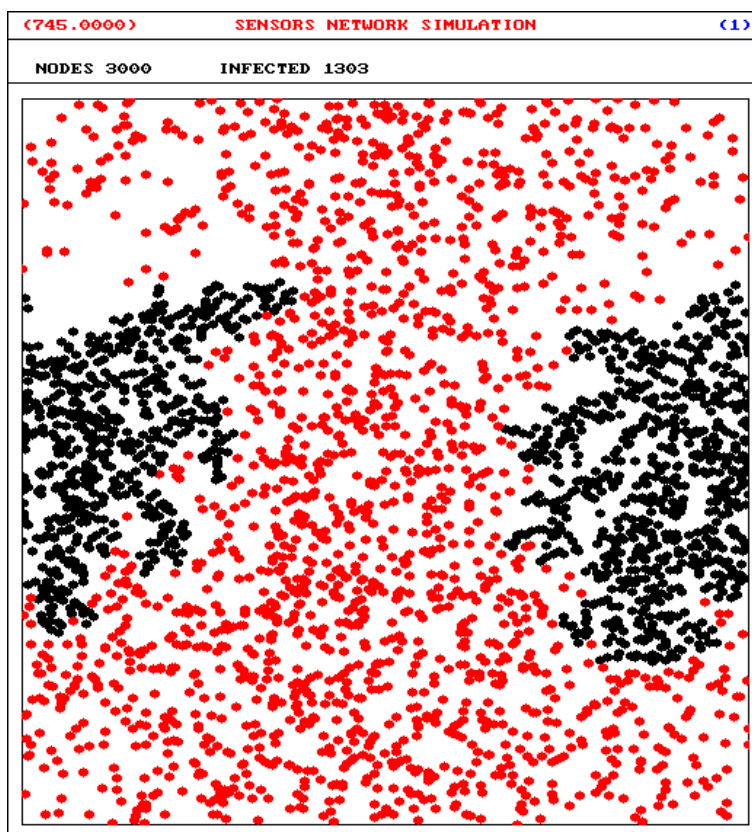 (745.0000) SENSORS NETWORK SIMULATION (1)
NODES 3000 INFECTED 1303